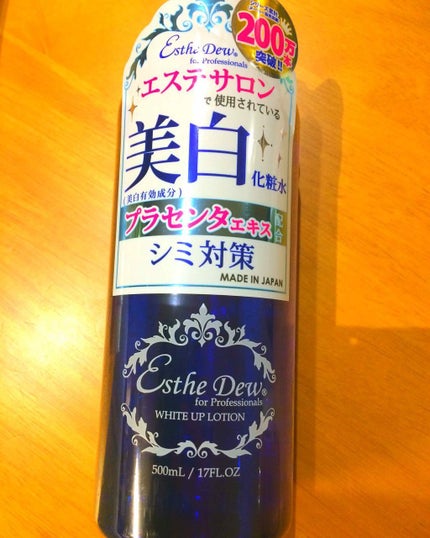 200万本
突破!!
Esthe Dew®
for Professionals
エステサロン
で使用されている
美白化粧水
(美白有効成分)
プラセンタエキス配合
シミ対策
MADE IN JAPAN
Esthe Dew®
for Professionals
WHITE UP LOTION
500mL / 17FL.OZ